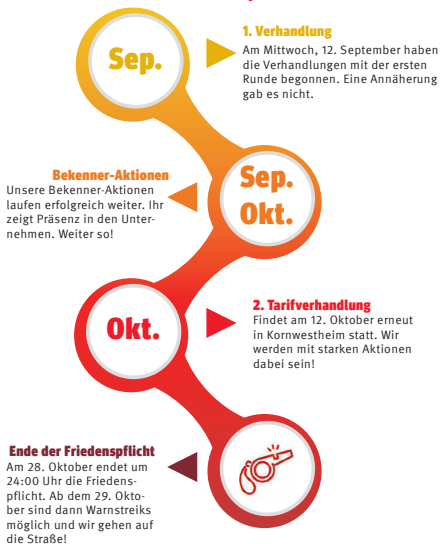 Sep.
1. Verhandlung
Am Mittwoch, 12. September haben
die Verhandlungen mit der ersten
Runde begonnen. Eine Annäherung
gab es nicht.
Bekenner-Aktionen
Unsere Bekenner-Aktionen
laufen erfolgreich weiter. Ihr
zeigt Präsenz in den Unter-
nehmen. Weiter so!
Sep.
Okt.
Okt.
2. Tarifverhandlung
Findet am 12. Oktober erneut
in Kornwestheim statt. Wir
werden mit starken Aktionen
dabei sein!
Ende der Friedenspflicht
Am 28. Oktober endet um
24:00 Uhr die Friedens-
pflicht. Ab dem 29. Okto-
ber sind dann Warnstreiks
möglich und wir gehen auf
die Straße!